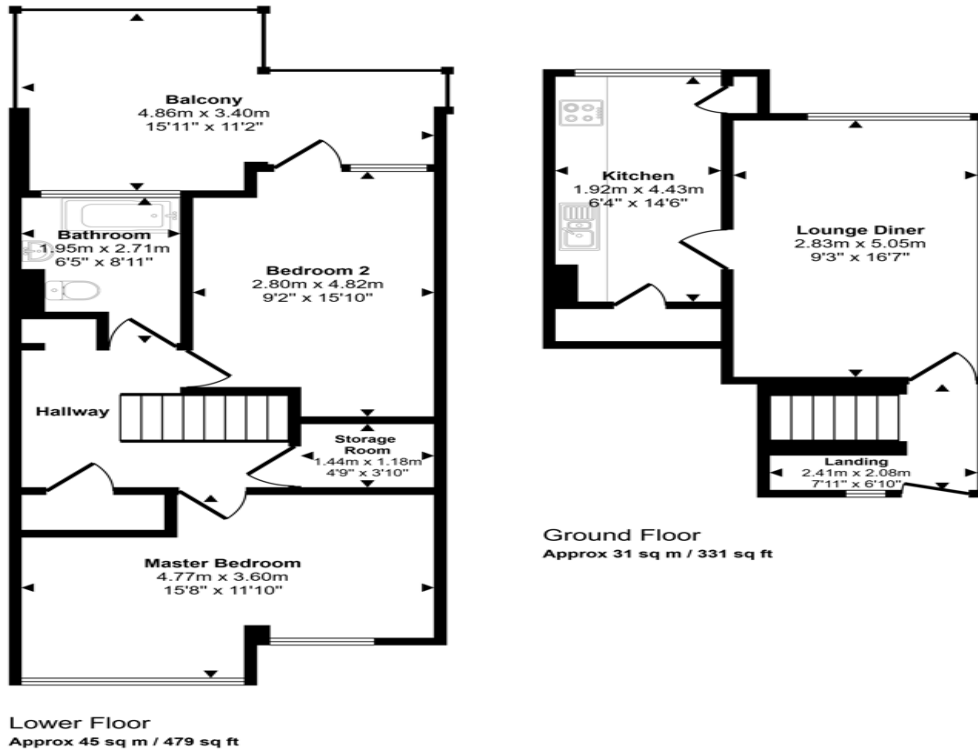 Balcony
4.86m x 3.40m
15'11" x 11'2"
Bathroom
1.95m x 2.71m
6'5" x 8'11"
Bedroom 2
2.80m x 4.82m
9'2" x 15'10"
Hallway
Storage
Room
1.44m x 1.18m
4'9" x 3'10"
Master Bedroom
4.77m x 3.60m
15'8" x 11'10"
Lower Floor
Approx 45 sq m / 479 sq ft
Kitchen
1.92m x 4.43m
6'4" x 14'6"
Lounge Diner
2.83m x 5.05m
9'3" x 16'7"
Landing
2.41m x 2.08m
7'11" x 6'10"
Ground Floor
Approx 31 sq m / 331 sq ft